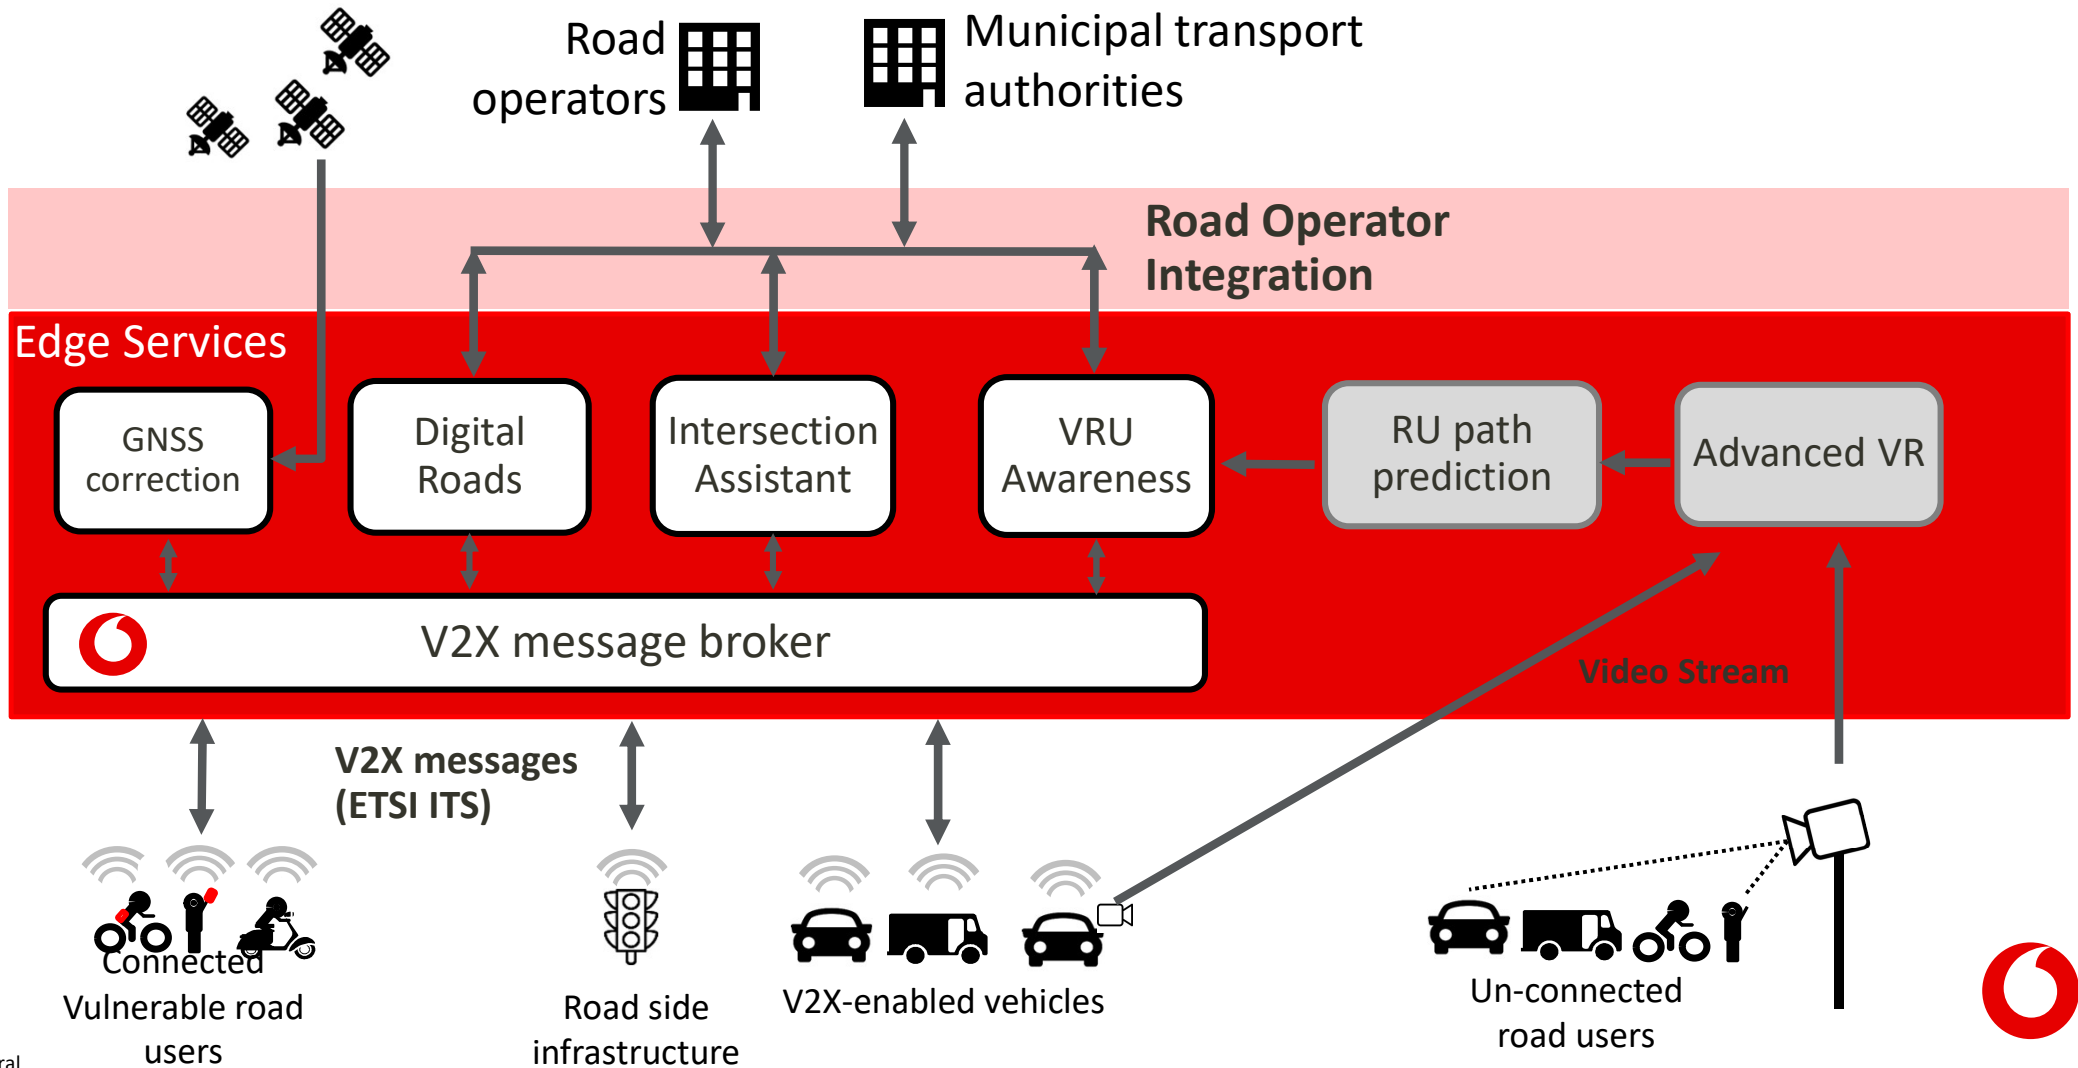 Road
operators
Municipal transport
authorities
Road Operator
Integration
Edge Services
GNSS
correction
Digital
Roads
Intersection
Assistant
VRU
Awareness
RU path
prediction
Advanced VR
V2X message broker
Video Stream
V2X messages
(ETSI ITS)
Connected
Vulnerable road
users
Road side
infrastructure
V2X-enabled vehicles
Un-connected
road users